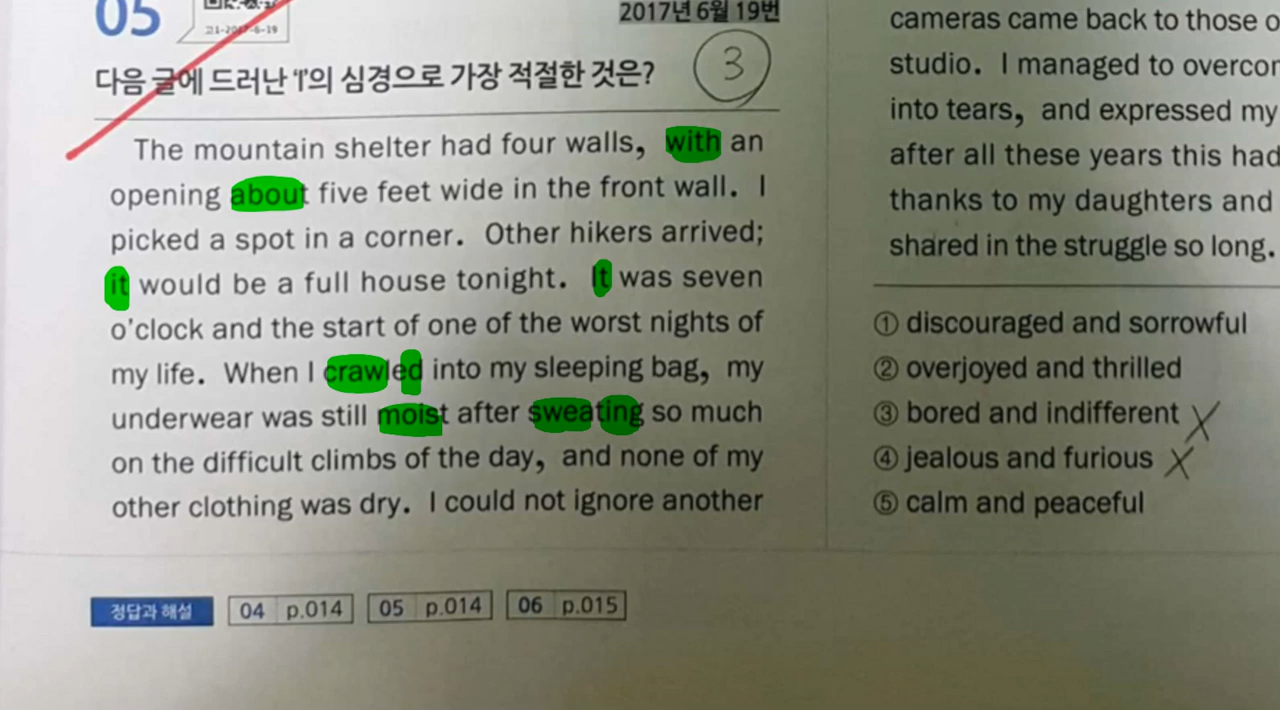 05
21-2017-6-19
2017년 6월 19번
다음 글에 드러난 'I'의 심경으로 가장 적절한 것은?
3
The mountain shelter had four walls, with an
opening about five feet wide in the front wall. I
picked a spot in a corner. Other hikers arrived;
it would be a full house tonight. It was seven
o'clock and the start of one of the worst nights of
my life. When I crawled into my sleeping bag, my
underwear was still moist after sweating so much
on the difficult climbs of the day, and none of my
other clothing was dry. I could not ignore another
정답과 해설 04 p.014 05 p.014 06 p.015
cameras came back to those
studio. I managed to
into tears, and expressed my
after all these years this had
thanks to my daughters and
shared in the struggle so long.
① discouraged and sorrowful
② overjoyed and thrilled
③ bored and indifferent X
④ jealous and furious X
⑤ calm and peaceful